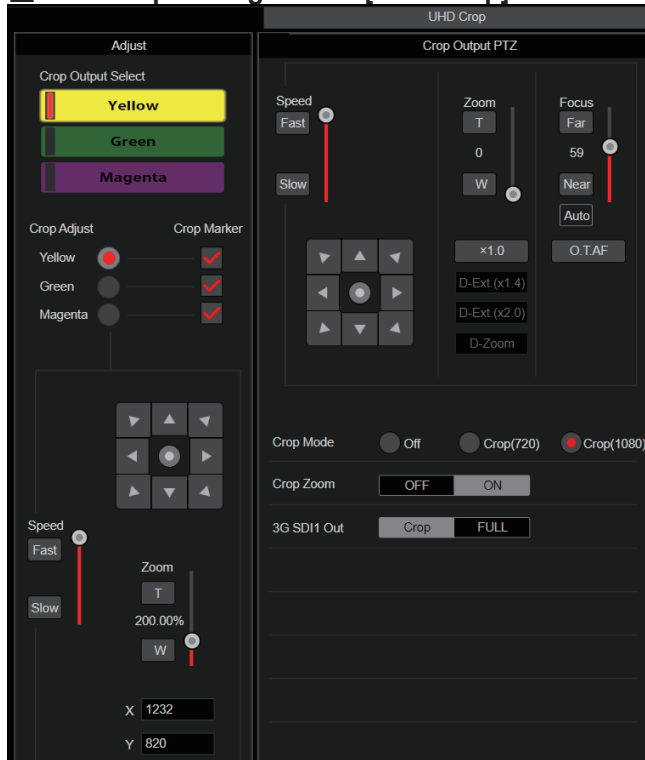 UHD Crop
Adjust
Crop Output Select
Yellow
Green
Magenta
Crop Adjust Crop Marker
Yellow
Green
Magenta
Speed
Fast
Slow
Zoom
T
200.00%
W
X 1232
Y 820
Crop Output PTZ
Speed
Fast
Slow
Zoom
T
0
W
×1.0
D-Ext.(x1.4)
D-Ext.(x2.0)
D-Zoom
Focus
Far
59
Near
Auto
O.T.AF
Crop Mode Off Crop(720) Crop(1080)
Crop Zoom OFF ON
3G SDI1 Out Crop FULL